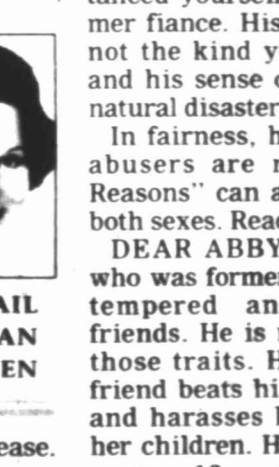 tanced yoursel
mer fiance. His
not the kind y
and his sense
natural disaster
In fairness, h
abusers are
Reasons" can a
both sexes. Read
DEAR ABBY
who was former
tempered an
friends. He is
those traits. H
friend beats hi
and harasses
her children. H
AIL
AN
EN
ease.